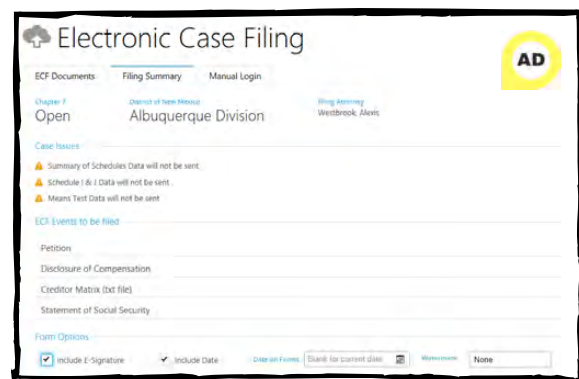 Electronic Case Filing
AD
ECF Documents Filing Summary Manual Login
Chapter 7 District of New Mexico Filing Attorney
Open Albuquerque Division Westbrook, Alexis
Case Issues
Summary of Schedules Data will not be sent.
Schedule I & J Data will not be sent.
Means Test Data will not be sent
ECF Events to be filed
Petition
Disclosure of Compensation
Creditor Matrix (txt file)
Statement of Social Security
Form Options
Include E-Signature Include Date Date on Forms Blank for current date Watermark None